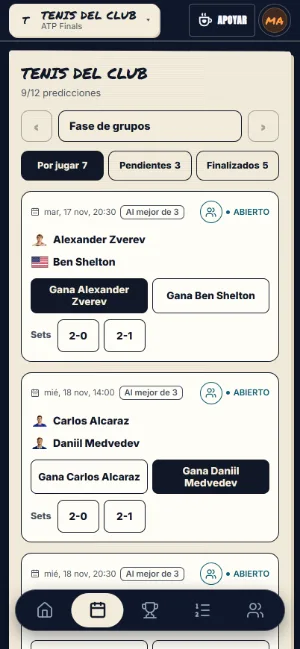 T TENIS DEL CLUB
ATP Finals
APOYAR
MA
TENIS DEL CLUB
9/12 predicciones
‹ Fase de grupos ›
Por jugar 7 Pendientes 3 Finalizados 5
mar, 17 nov, 20:30 Al mejor de 3 • ABIERTO
Alexander Zverev
Ben Shelton
Gana Alexander
Zverev
Gana Ben Shelton
Sets 2-0 2-1
mié, 18 nov, 14:00 Al mejor de 3 • ABIERTO
Carlos Alcaraz
Daniil Medvedev
Gana Carlos Alcaraz
Gana Daniil
Medvedev
Sets 2-0 2-1
mié, 18 nov, 20:30 Al mejor de 3 • ABIERTO